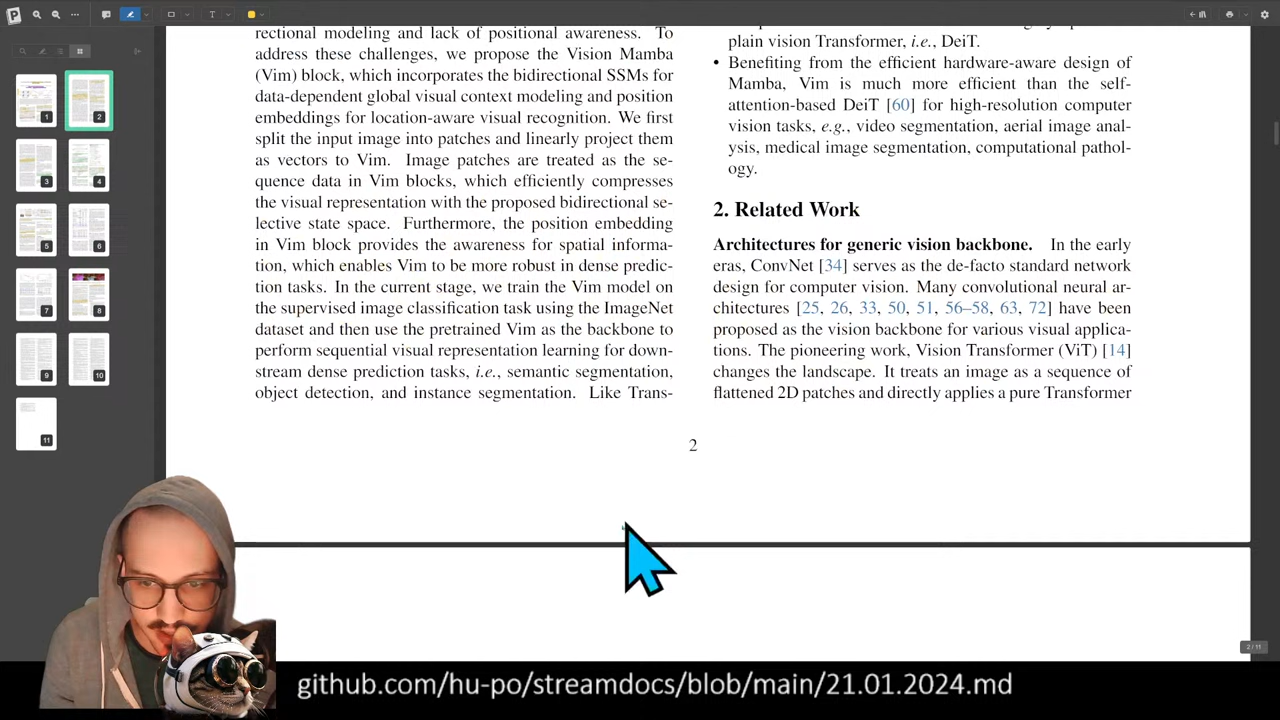 rectional modeling and lack of positional awareness. To
address these challenges, we propose the Vision Mamba
(Vim) block, which incorporates the bidirectional SSMs for
data-dependent global visual context modeling and position
embeddings for location-aware visual recognition. We first
split the input image into patches and linearly project them
as vectors to Vim. Image patches are treated as the se-
quence data in Vim blocks, which efficiently compresses
the visual representation with the proposed bidirectional se-
lective state space. Furthermore, the position embedding
in Vim block provides the awareness for spatial informa-
tion, which enables Vim to be more robust in dense predic-
tion tasks. In the current stage, we train the Vim model on
the supervised image classification task using the ImageNet
dataset and then use the pretrained Vim as the backbone to
perform sequential visual representation learning for down-
stream dense prediction tasks, i.e., semantic segmentation,
object detection, and instance segmentation. Like Trans-
plain vision Transformer, i.e., DeiT.
• Benefiting from the efficient hardware-aware design of
Mamba, Vim is much more efficient than the self-
attention-based DeiT [60] for high-resolution computer
vision tasks, e.g., video segmentation, aerial image anal-
ysis, medical image segmentation, computational pathol-
ogy.
2. Related Work
Architectures for generic vision backbone. In the early
eras, ConvNet [34] serves as the de-facto standard network
design for computer vision. Many convolutional neural ar-
chitectures [25, 26, 33, 50, 51, 56–58, 63, 72] have been
proposed as the vision backbone for various visual applica-
tions. The pioneering work, Vision Transformer (ViT) [14]
changes the landscape. It treats an image as a sequence of
flattened 2D patches and directly applies a pure Transformer
2
1
2
3
4
5
6
7
8
9
10
11
2 / 11
github.com/hu-po/streamdocs/blob/main/21.01.2024.md